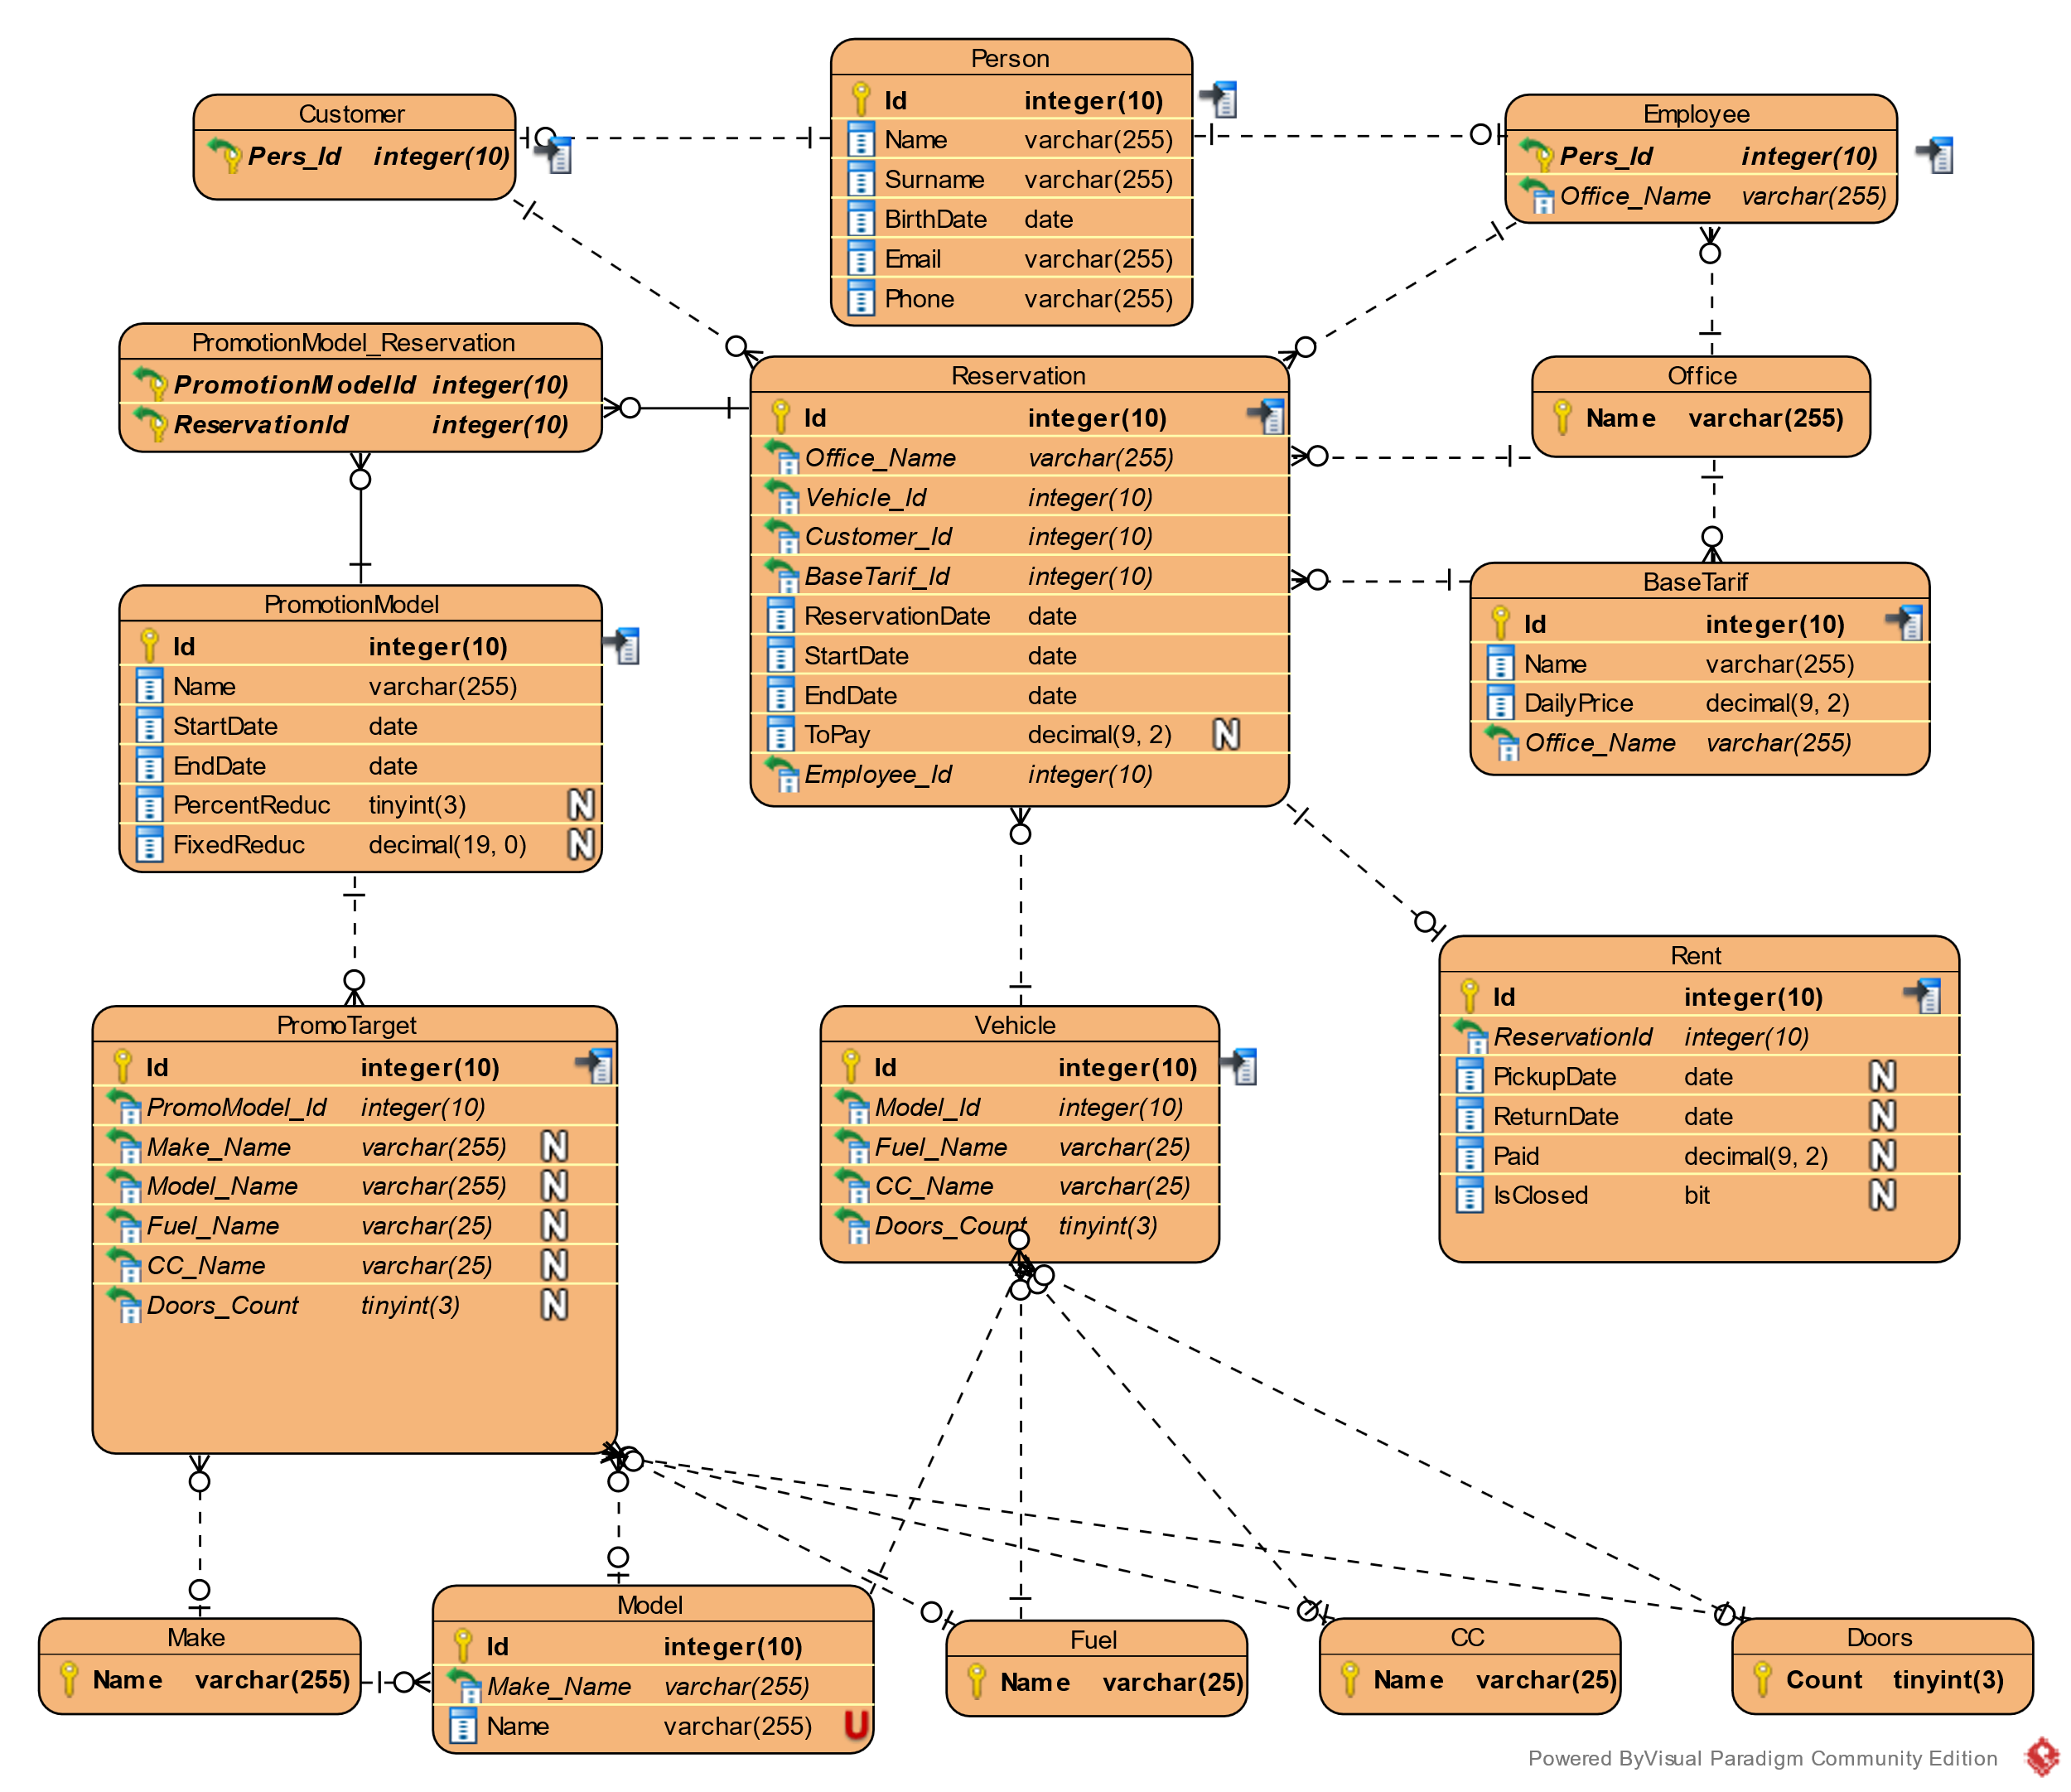 Person
Id integer(10)
Name varchar(255)
Surname varchar(255)
BirthDate date
Email varchar(255)
Phone varchar(255)
Customer
Pers_Id integer(10)
Employee
Pers_Id integer(10)
Office_Name varchar(255)
PromotionModel_Reservation
PromotionModelId integer(10)
ReservationId integer(10)
Reservation
Id integer(10)
Office_Name varchar(255)
Vehicle_Id integer(10)
Customer_Id integer(10)
BaseTarif_Id integer(10)
ReservationDate date
StartDate date
EndDate date
ToPay decimal(9, 2) N
Employee_Id integer(10)
Office
Name varchar(255)
BaseTarif
Id integer(10)
Name varchar(255)
DailyPrice decimal(9, 2)
Office_Name varchar(255)
PromotionModel
Id integer(10)
Name varchar(255)
StartDate date
EndDate date
PercentReduc tinyint(3) N
FixedReduc decimal(19, 0) N
Rent
Id integer(10)
ReservationId integer(10)
PickupDate date N
ReturnDate date N
Paid decimal(9, 2) N
IsClosed bit N
PromoTarget
Id integer(10)
PromoModel_Id integer(10)
Make_Name varchar(255) N
Model_Name varchar(255) N
Fuel_Name varchar(25) N
CC_Name varchar(25) N
Doors_Count tinyint(3) N
Vehicle
Id integer(10)
Model_Id integer(10)
Fuel_Name varchar(25)
CC_Name varchar(25)
Doors_Count tinyint(3)
Make
Name varchar(255)
Model
Id integer(10)
Make_Name varchar(255)
Name varchar(255) U
Fuel
Name varchar(25)
CC
Name varchar(25)
Doors
Count tinyint(3)
Powered ByVisual Paradigm Community Edition